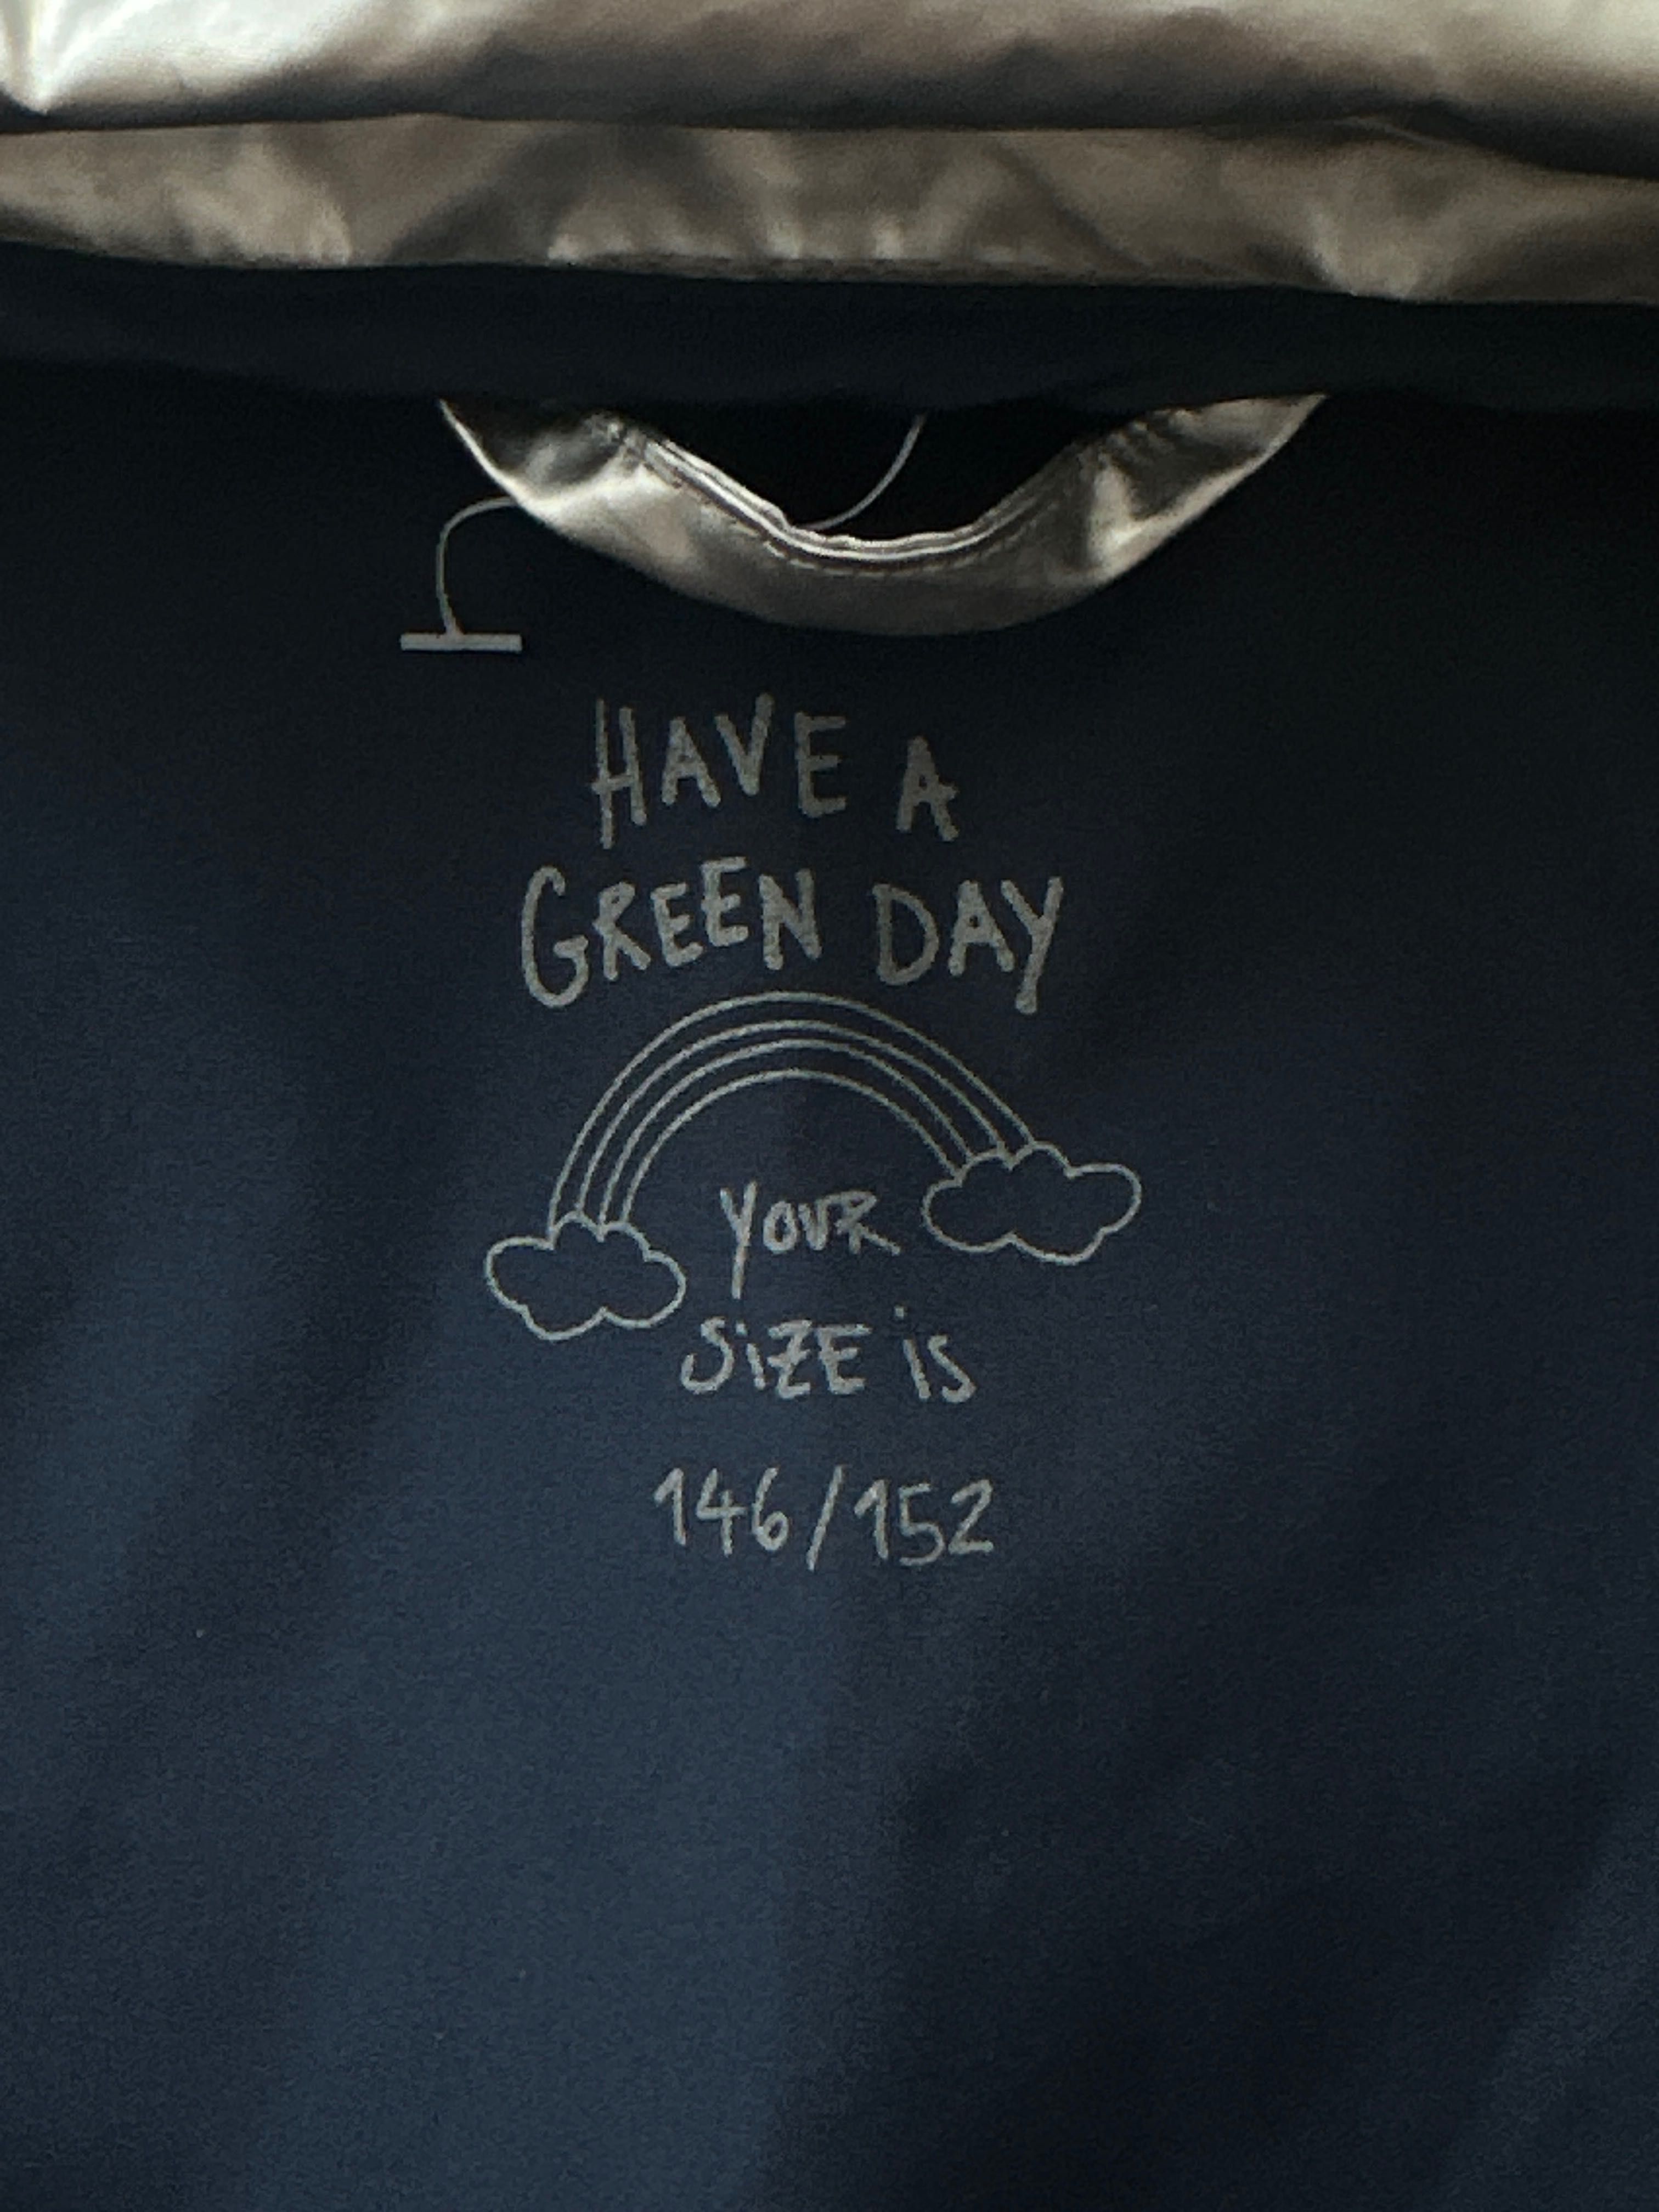 HAVE A
GREEN DAY
YOUR
SiZE is
146/152